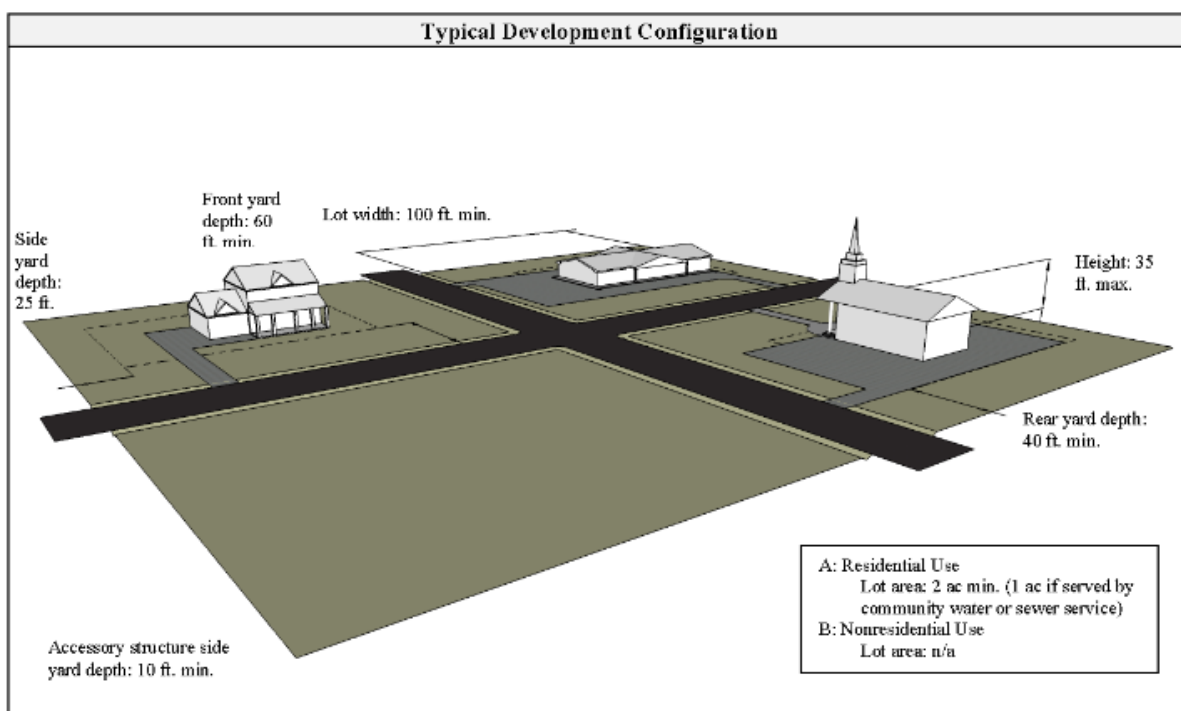 Typical Development Configuration
Front yard
depth: 60
ft. min.
Lot width: 100 ft. min.
Side
yard
depth:
25 ft.
Height: 35
ft. max.
Rear yard depth:
40 ft. min.
A: Residential Use
Lot area: 2 ac min. (1 ac if served by
community water or sewer service)
B: Nonresidential Use
Lot area: n/a
Accessory structure side
yard depth: 10 ft. min.